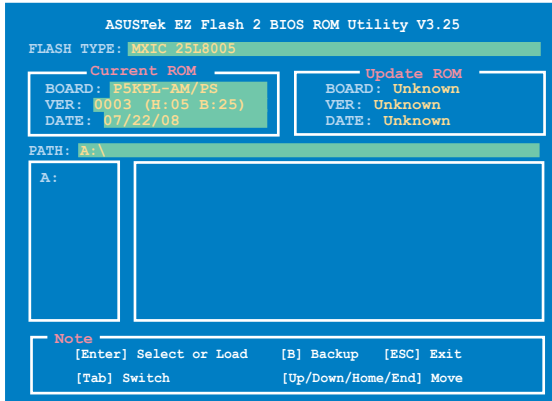 ASUSTek EZ Flash 2 BIOS ROM Utility V3.25
FLASH TYPE: MXIC 25L8005
Current ROM
BOARD: P5KPL-AM/PS
VER: 0003 (H:05 B:25)
DATE: 07/22/08
Update ROM
BOARD: Unknown
VER: Unknown
DATE: Unknown
PATH: A:\
A:
Note
[Enter] Select or Load [B] Backup [ESC] Exit
[Tab] Switch [Up/Down/Home/End] Move